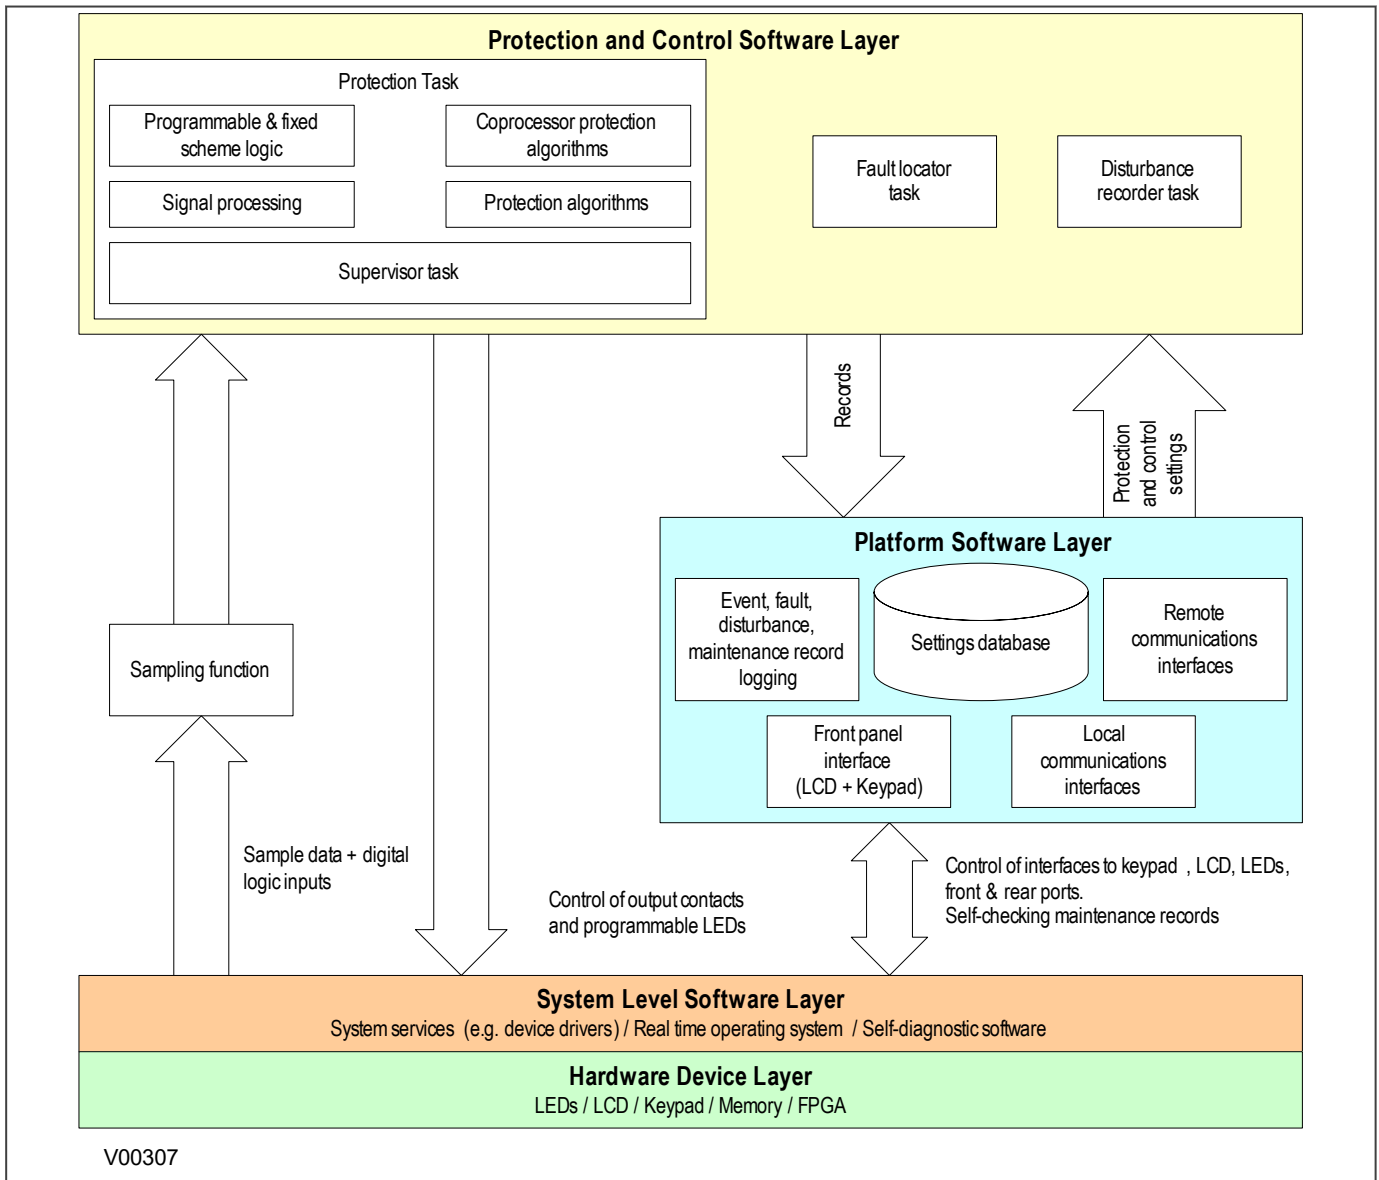 Protection and Control Software Layer
Protection Task
Programmable & fixed
scheme logic
Coprocessor protection
algorithms
Signal processing
Protection algorithms
Supervisor task
Fault locator
task
Disturbance
recorder task
Records
Protection
and control
settings
Platform Software Layer
Event, fault,
disturbance,
maintenance record
logging
Settings database
Remote
communications
interfaces
Front panel
interface
(LCD + Keypad)
Local
communications
interfaces
Sampling function
Sample data + digital
logic inputs
Control of output contacts
and programmable LEDs
Control of interfaces to keypad , LCD, LEDs,
front & rear ports.
Self-checking maintenance records
System Level Software Layer
System services (e.g. device drivers) / Real time operating system / Self-diagnostic software
Hardware Device Layer
LEDs / LCD / Keypad / Memory / FPGA
V00307